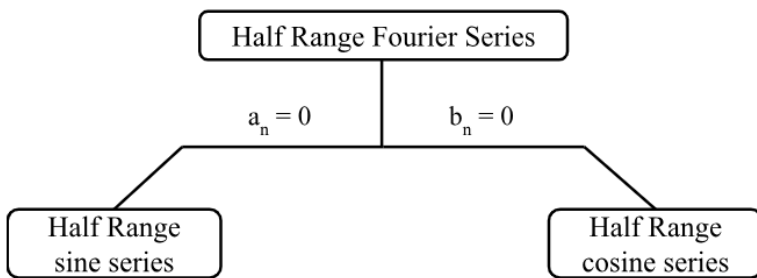 Half Range Fourier Series
aₙ = 0
bₙ = 0
Half Range
sine series
Half Range
cosine series